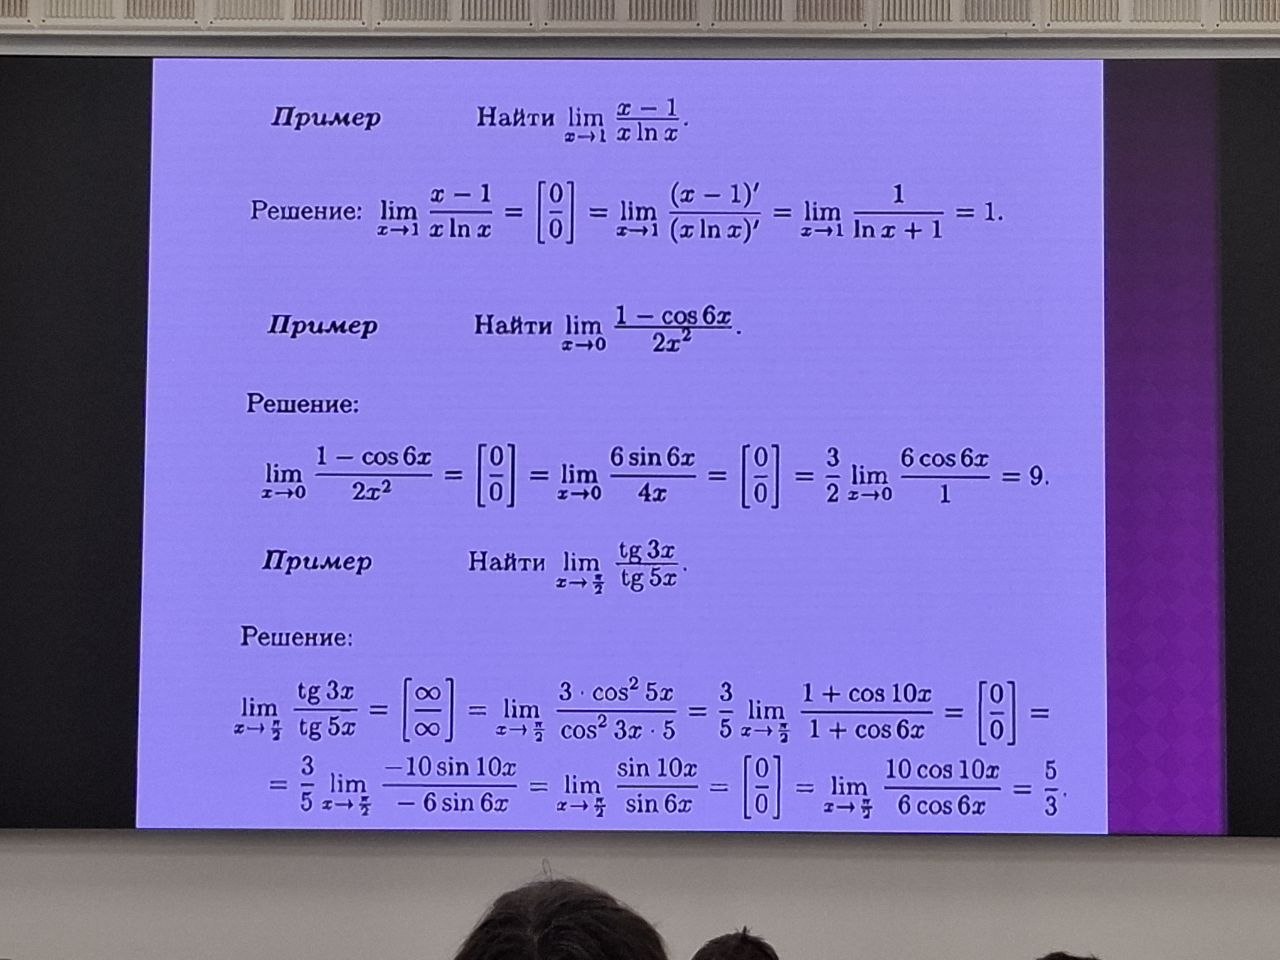 Пример Найти lim_{x→1} (x − 1)/(x ln x).
Решение: lim_{x→1} (x − 1)/(x ln x) = [0/0] = lim_{x→1} (x − 1)′/(x ln x)′ = lim_{x→1} 1/(ln x + 1) = 1.
Пример Найти lim_{x→0} (1 − cos 6x)/(2x²).
Решение:
lim_{x→0} (1 − cos 6x)/(2x²) = [0/0] = lim_{x→0} (6 sin 6x)/(4x) = [0/0] = 3/2 lim_{x→0} (6 cos 6x)/1 = 9.
Пример Найти lim_{x→π/2} (tg 3x)/(tg 5x).
Решение:
lim_{x→π/2} (tg 3x)/(tg 5x) = [∞/∞] = lim_{x→π/2} (3 · cos² 5x)/(cos² 3x · 5) = 3/5 lim_{x→π/2} (1 + cos 10x)/(1 + cos 6x) = [0/0] =
= 3/5 lim_{x→π/2} (−10 sin 10x)/(−6 sin 6x) = lim_{x→π/2} (sin 10x)/(sin 6x) = [0/0] = lim_{x→π/2} (10 cos 10x)/(6 cos 6x) = 5/3.